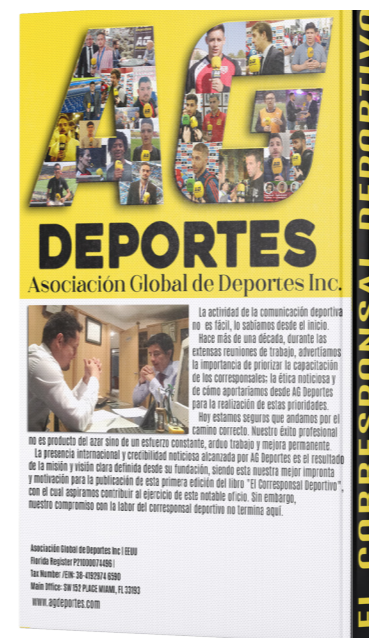 AG
DEPORTES
Asociación Global de Deportes Inc.
La actividad de la comunicación deportiva
no es fácil, lo sabíamos desde el inicio.
Hace más de una década, durante las
extensas reuniones de trabajo, advertíamos
la importancia de priorizar la capacitación
de los corresponsales; la ética noticiosa y
de cómo aportaríamos desde AG Deportes
para la realización de estas prioridades.
Hoy estamos seguros que andamos por el
camino correcto. Nuestro éxito profesional
no es producto del azar sino de un esfuerzo constante, arduo trabajo y mejora permanente.
La presencia internacional y credibilidad noticiosa alcanzada por AG Deportes es el resultado
de la misión y visión clara definida desde su fundación, siendo esta nuestra mejor impronta
y motivación para la publicación de esta primera edición del libro "El Corresponsal Deportivo",
con el cual aspiramos contribuir al ejercicio de este notable oficio. Sin embargo,
nuestro compromiso con la labor del corresponsal deportivo no termina aquí.
Asociación Global de Deportes Inc | EEUU
Florida Register P21000074496 |
Tax Number /EIN: 38-4192974 6590
Main Office: SW 152 PLACE MIAMI, FL 33193
www.agdeportes.com
EL CORRESPONSAL DEPORTIVO